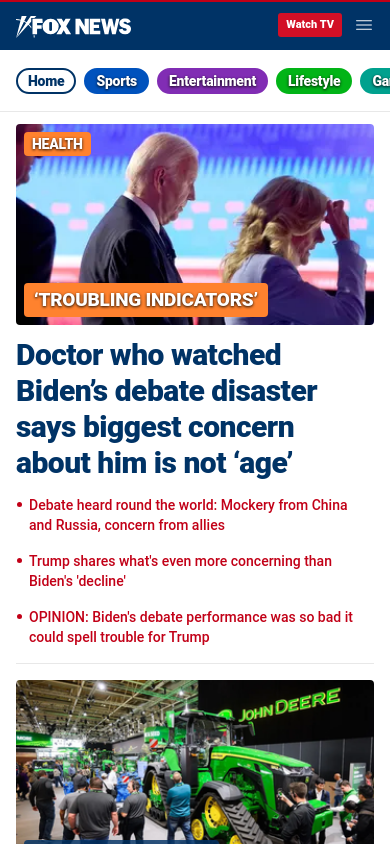 FOX NEWS
Watch TV
Home
Sports
Entertainment
Lifestyle
Ga
HEALTH
‘TROUBLING INDICATORS’
Doctor who watched
Biden’s debate disaster
says biggest concern
about him is not ‘age’
• Debate heard round the world: Mockery from China
and Russia, concern from allies
• Trump shares what's even more concerning than
Biden's 'decline'
• OPINION: Biden's debate performance was so bad it
could spell trouble for Trump
JOHN DEERE